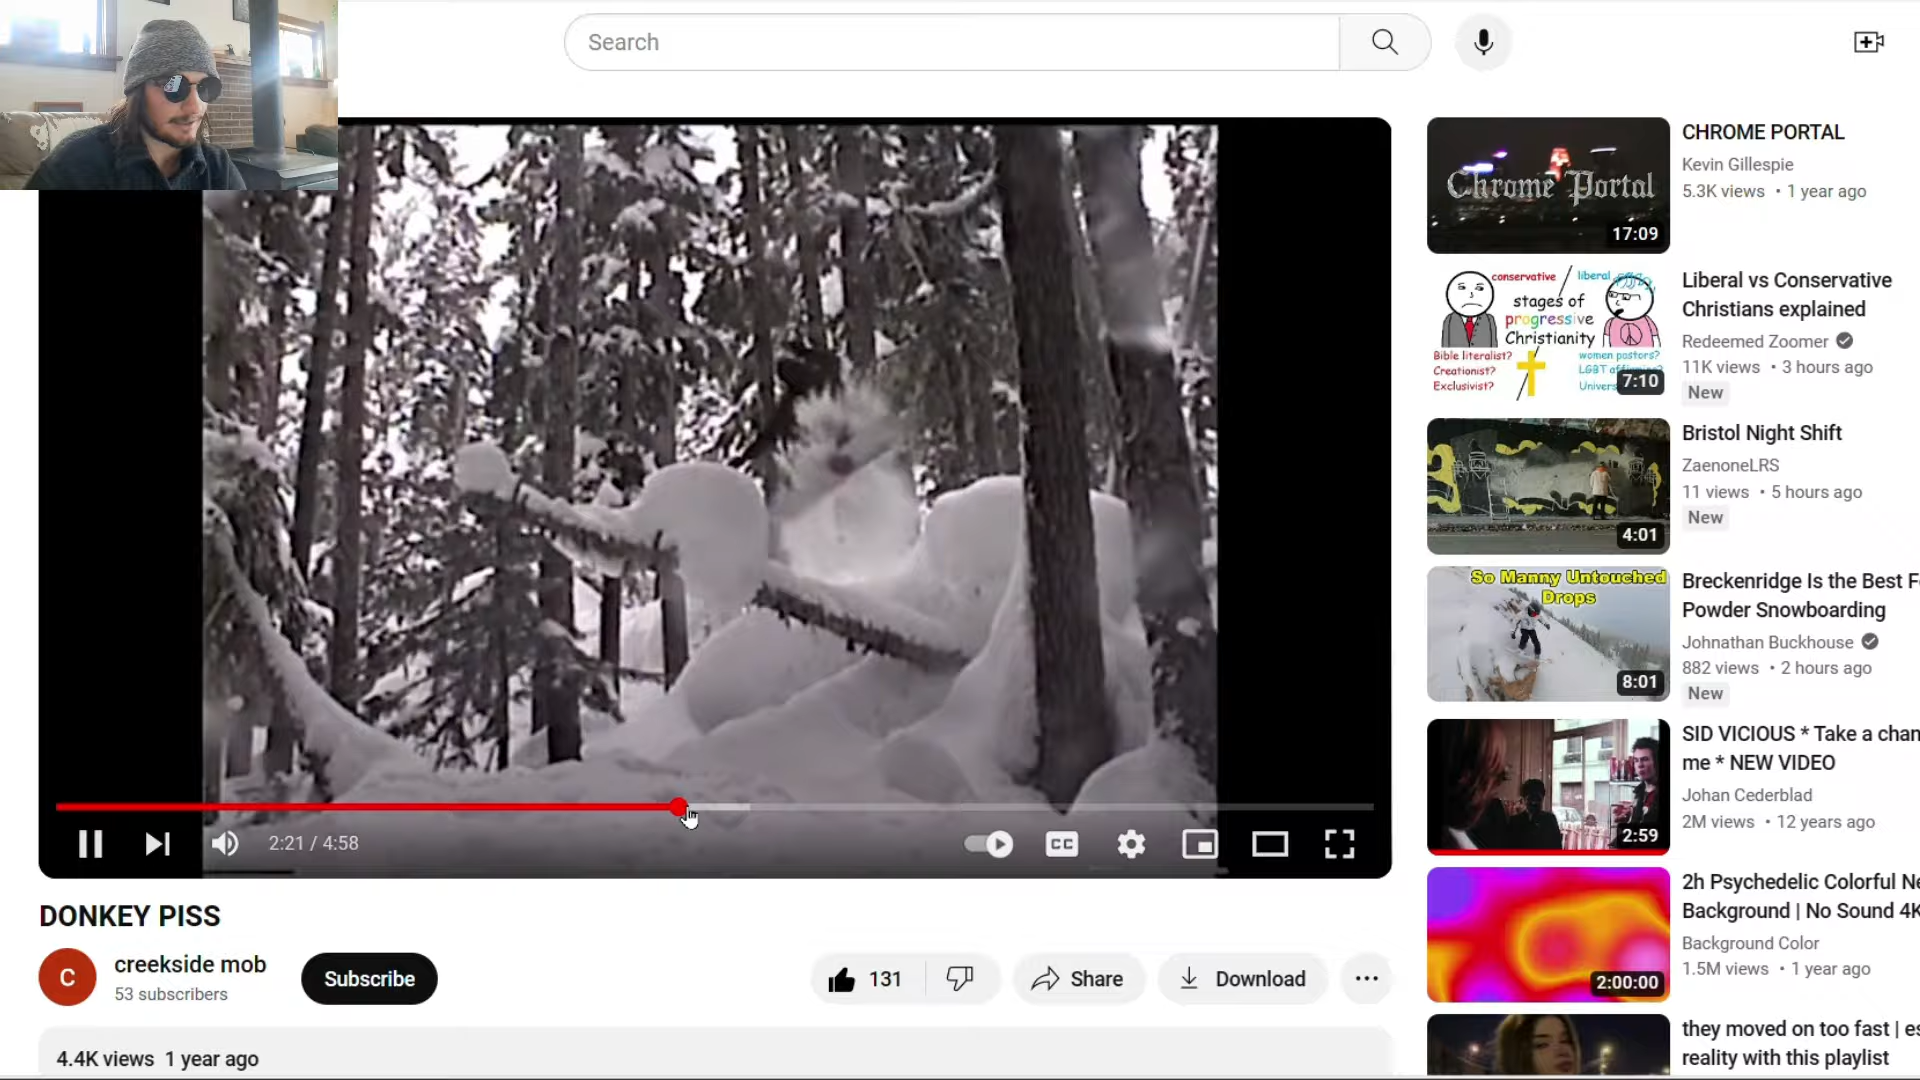 Search
2:21 / 4:58
CC
DONKEY PISS
C
creekside mob
53 subscribers
Subscribe
131
Share
Download
4.4K views 1 year ago
Chrome Portal
17:09
CHROME PORTAL
Kevin Gillespie
5.3K views • 1 year ago
conservative
liberal
stages of
progressive
Christianity
Bible literalist?
Creationist?
Exclusivist?
women pastors?
7:10
Liberal vs Conservative
Christians explained
Redeemed Zoomer
11K views • 3 hours ago
New
4:01
Bristol Night Shift
ZaenoneLRS
11 views • 5 hours ago
New
So Manny Untouched
Drops
8:01
Breckenridge Is the Best F
Powder Snowboarding
Johnathan Buckhouse
882 views • 2 hours ago
New
2:59
SID VICIOUS * Take a chan
me * NEW VIDEO
Johan Cederblad
2M views • 12 years ago
2:00:00
2h Psychedelic Colorful Ne
Background | No Sound 4K
Background Color
1.5M views • 1 year ago
they moved on too fast | es
reality with this playlist